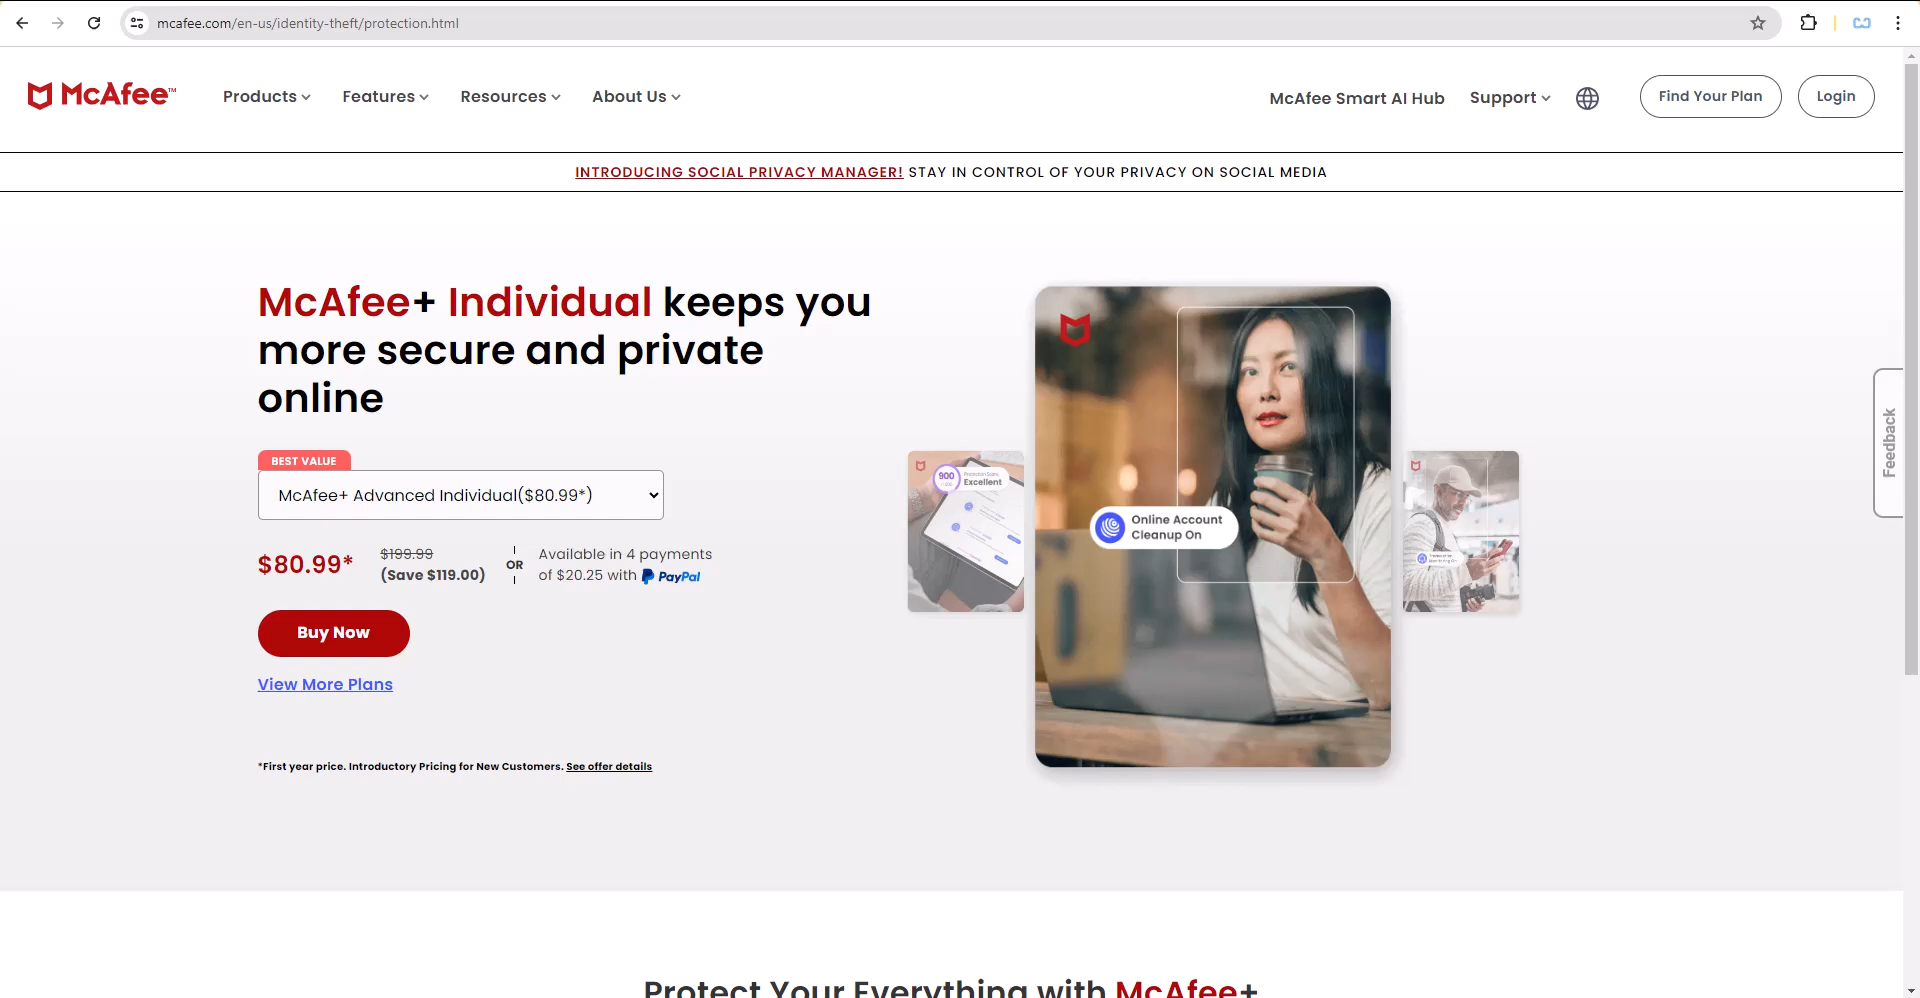 mcafee.com/en-us/identity-theft/protection.html
McAfee™
Products
Features
Resources
About Us
McAfee Smart AI Hub
Support
Find Your Plan
Login
INTRODUCING SOCIAL PRIVACY MANAGER! STAY IN CONTROL OF YOUR PRIVACY ON SOCIAL MEDIA
McAfee+ Individual keeps you
more secure and private
online
BEST VALUE
McAfee+ Advanced Individual($80.99*)
$80.99*
$199.99
(Save $119.00)
OR
Available in 4 payments
of $20.25 with PayPal
Buy Now
View More Plans
*First year price. Introductory Pricing for New Customers. See offer details
900
Excellent
Online Account
Cleanup On
Feedback
Protect Your Everything with McAfee+